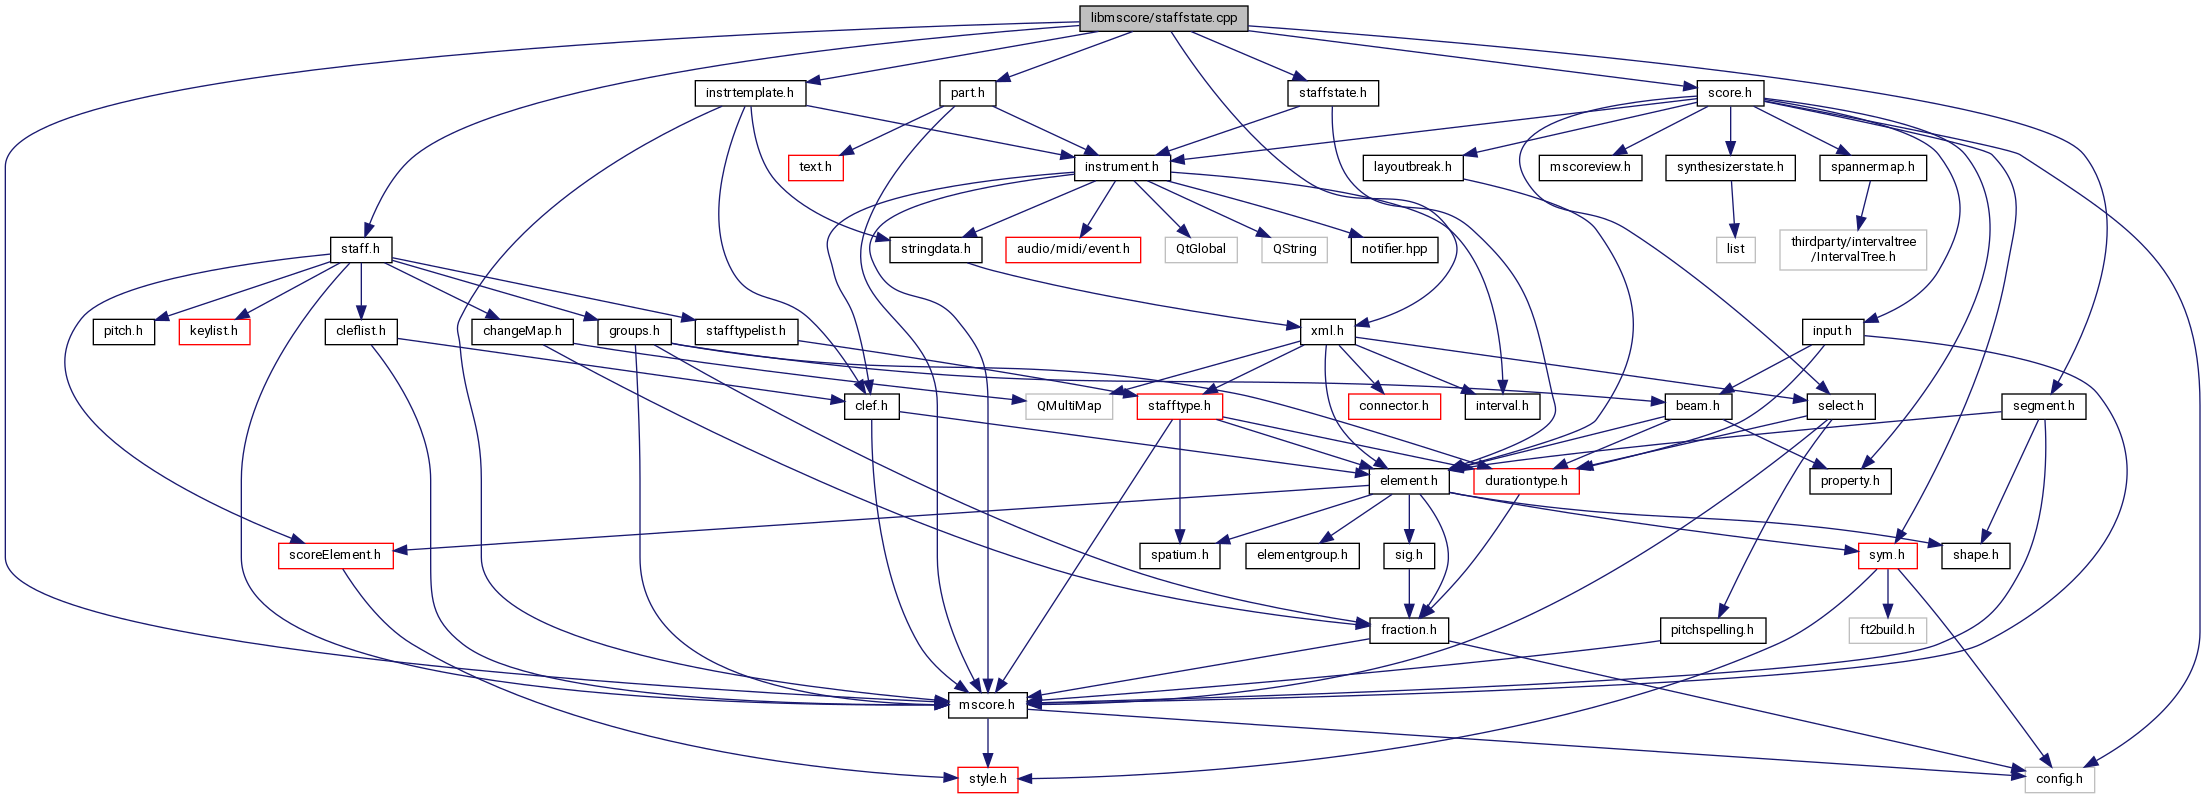 libmscore/staffstate.cpp
instrtemplate.h
part.h
staffstate.h
score.h
text.h
instrument.h
layoutbreak.h
mscoreview.h
synthesizerstate.h
spannermap.h
staff.h
stringdata.h
audio/midi/event.h
QtGlobal
QString
notifier.hpp
list
thirdparty/intervaltree
/IntervalTree.h
pitch.h
keylist.h
cleflist.h
changeMap.h
groups.h
stafftypelist.h
xml.h
input.h
clef.h
QMultiMap
stafftype.h
connector.h
interval.h
beam.h
select.h
segment.h
element.h
durationtype.h
property.h
scoreElement.h
spatium.h
elementgroup.h
sig.h
sym.h
shape.h
fraction.h
pitchspelling.h
ft2build.h
mscore.h
style.h
config.h